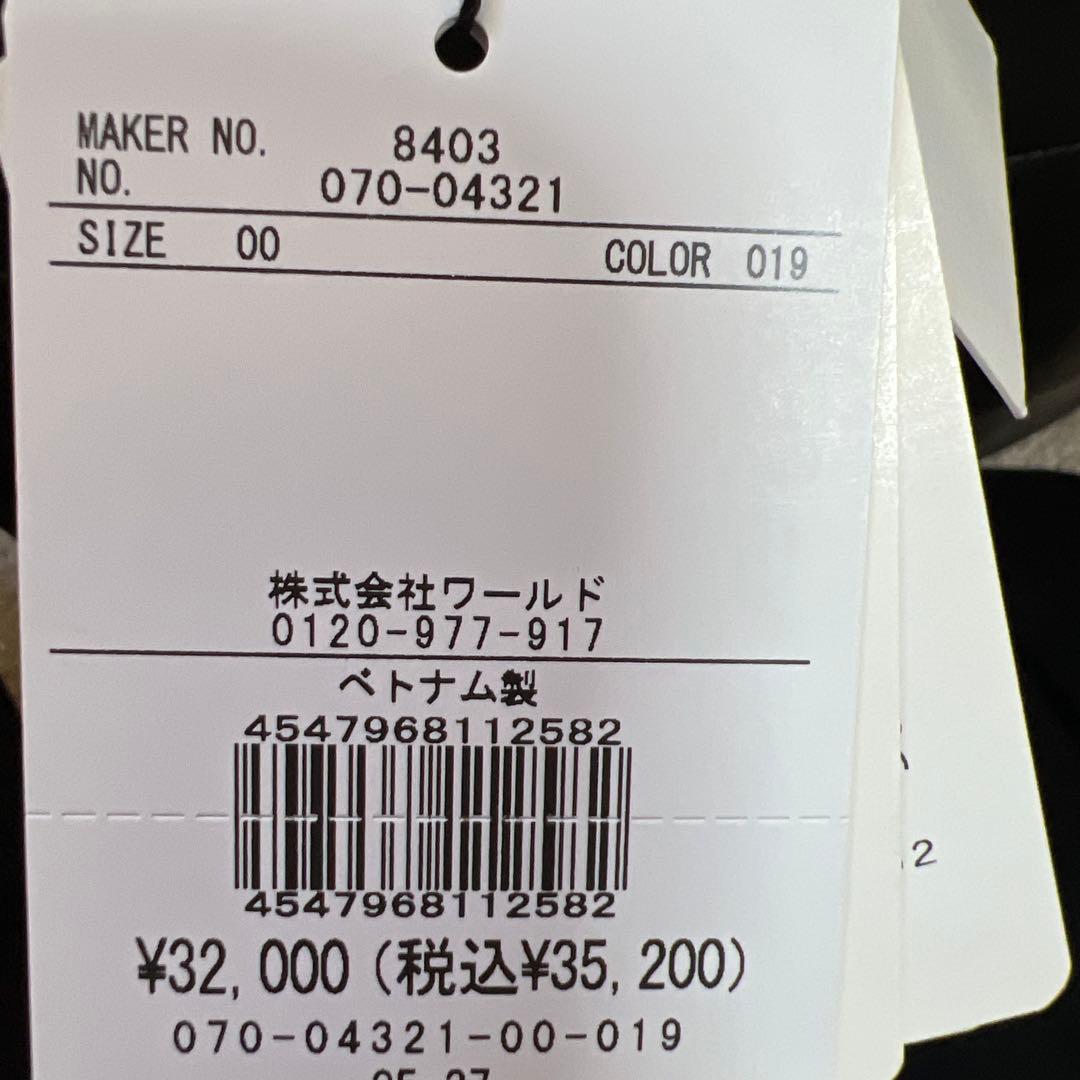 MAKER NO. 8403
NO. 070-04321
SIZE 00 COLOR 019
株式会社ワールド
0120-977-917
ベトナム製
4547968112582
4547968112582
¥32,000(税込¥35,200)
070-04321-00-019
2